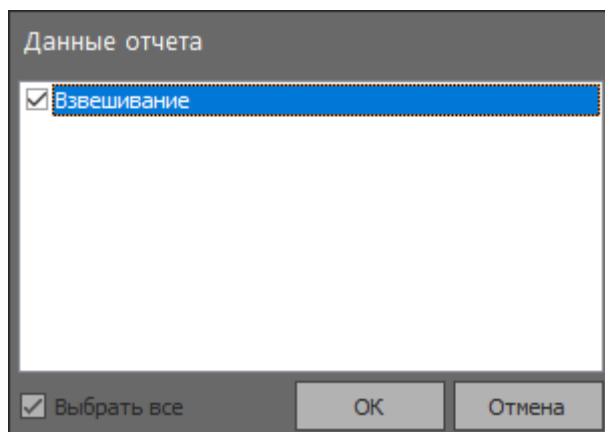 Данные отчета
Взвешивание
Выбрать все
OK
Отмена